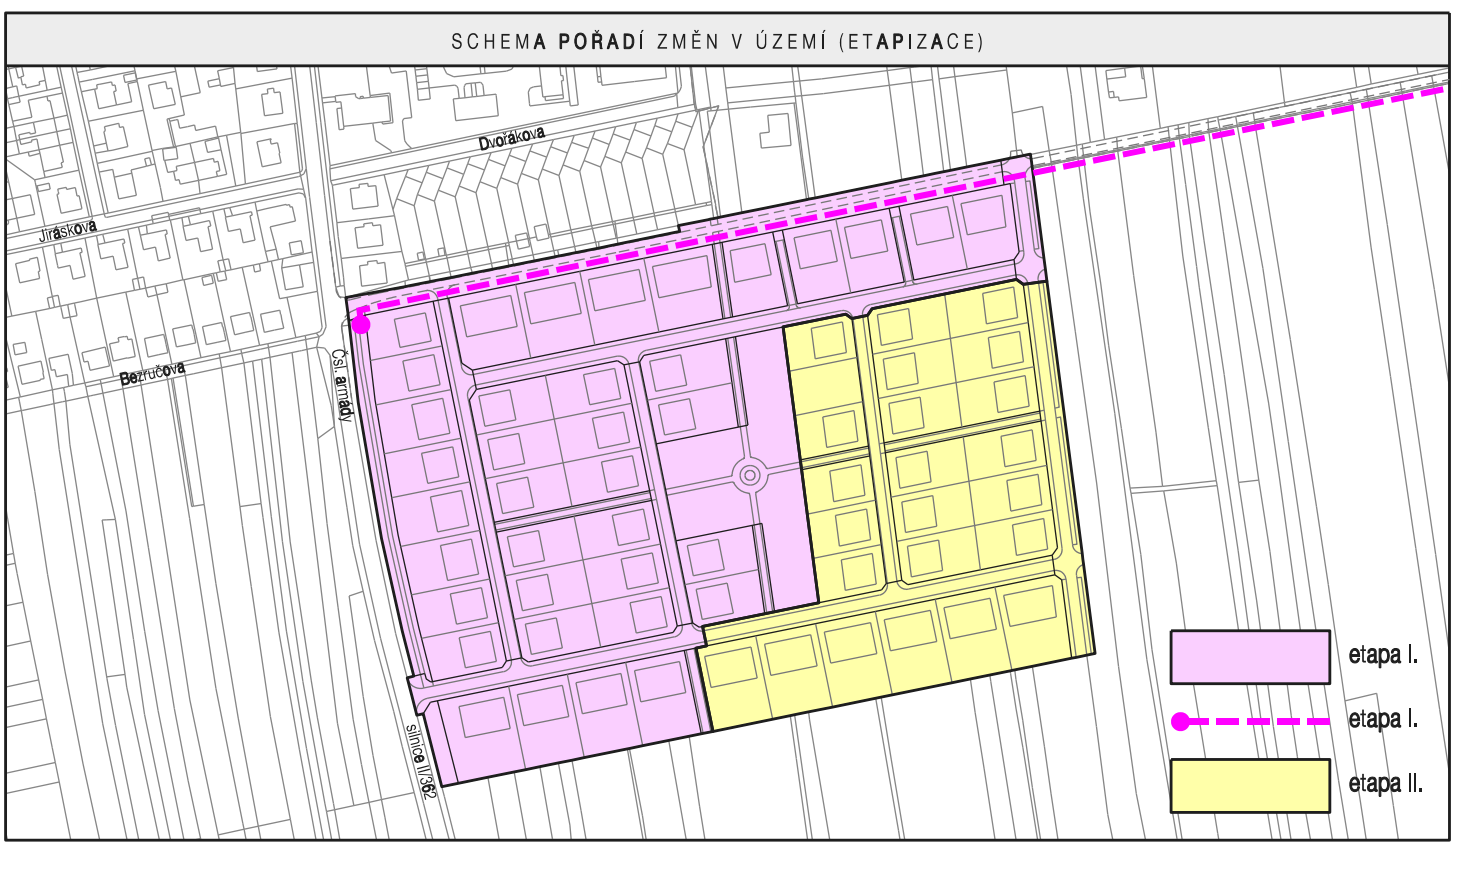 SCHEMA POŘADÍ ZMĚN V ÚZEMÍ (ETAPIZACE)
Dvořákova
Jiráskova
Bezručova
Čsl. armády
silnice II/362
etapa I.
etapa I.
etapa II.